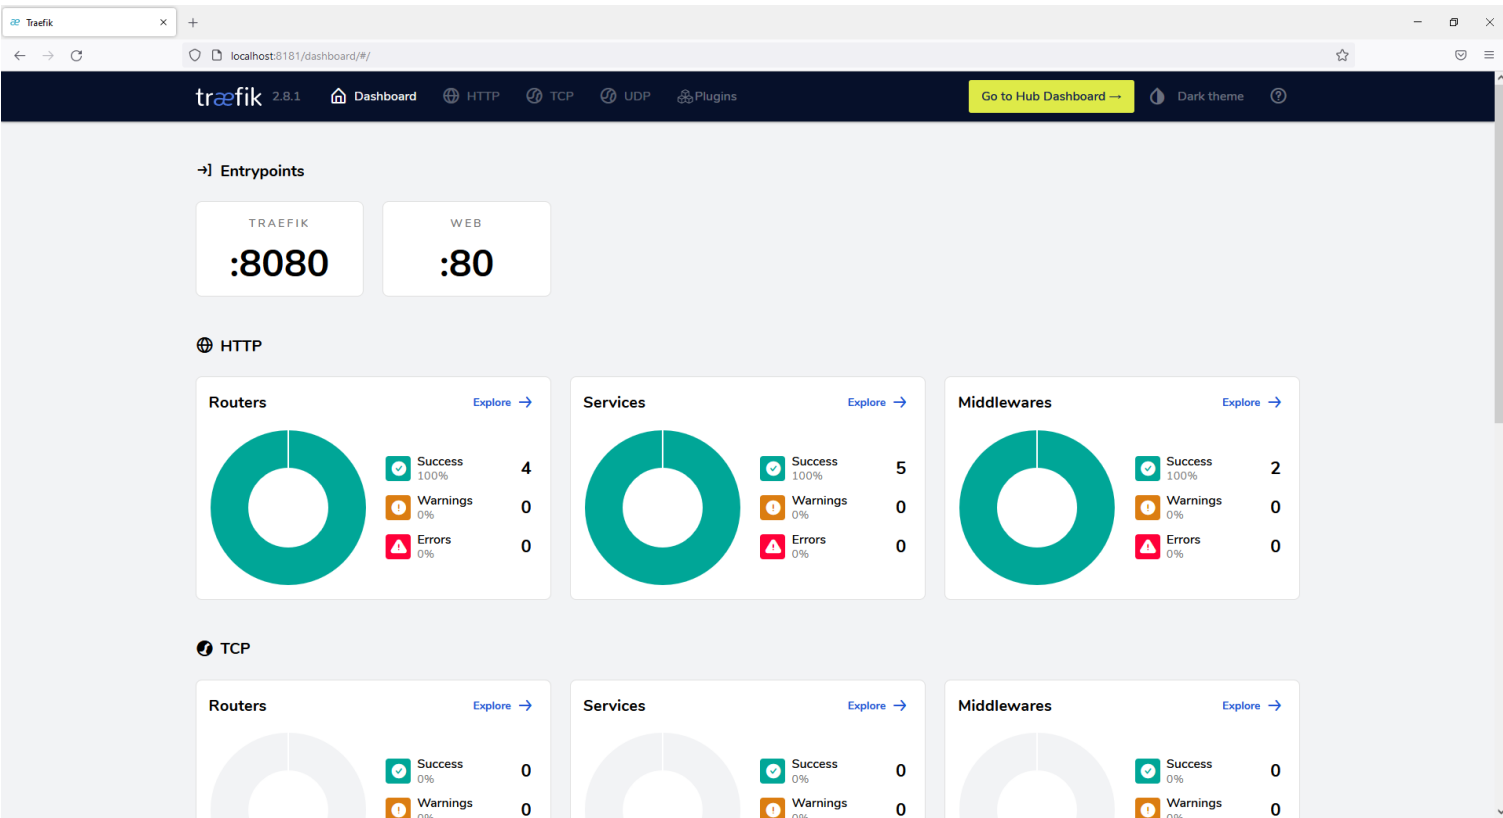 æ Traefik
localhost:8181/dashboard/#/
træfik 2.8.1 Dashboard HTTP TCP UDP Plugins Go to Hub Dashboard → Dark theme
Entrypoints
TRAEFIK
:8080
WEB
:80
HTTP
Routers Explore
Success 4
100%
Warnings 0
0%
Errors 0
0%
Services Explore
Success 5
100%
Warnings 0
0%
Errors 0
0%
Middlewares Explore
Success 2
100%
Warnings 0
0%
Errors 0
0%
TCP
Routers Explore
Success 0
0%
Warnings 0
0%
Services Explore
Success 0
0%
Warnings 0
0%
Middlewares Explore
Success 0
0%
Warnings 0
0%